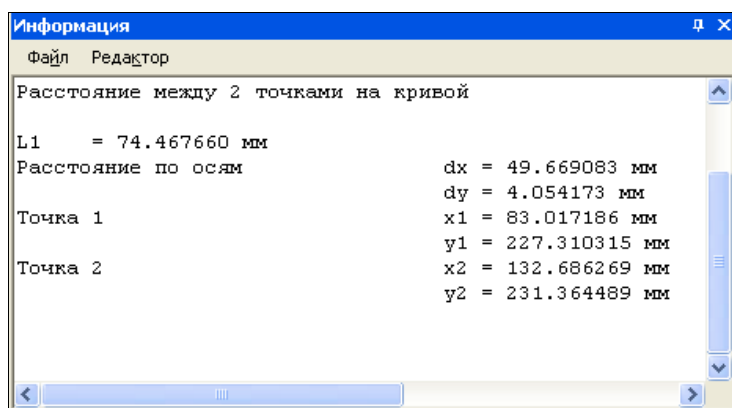 Информация
Файл Редактор
Расстояние между 2 точками на кривой
L1 = 74.467660 мм
Расстояние по осям dx = 49.669083 мм
dy = 4.054173 мм
Точка 1 x1 = 83.017186 мм
y1 = 227.310315 мм
Точка 2 x2 = 132.686269 мм
y2 = 231.364489 мм